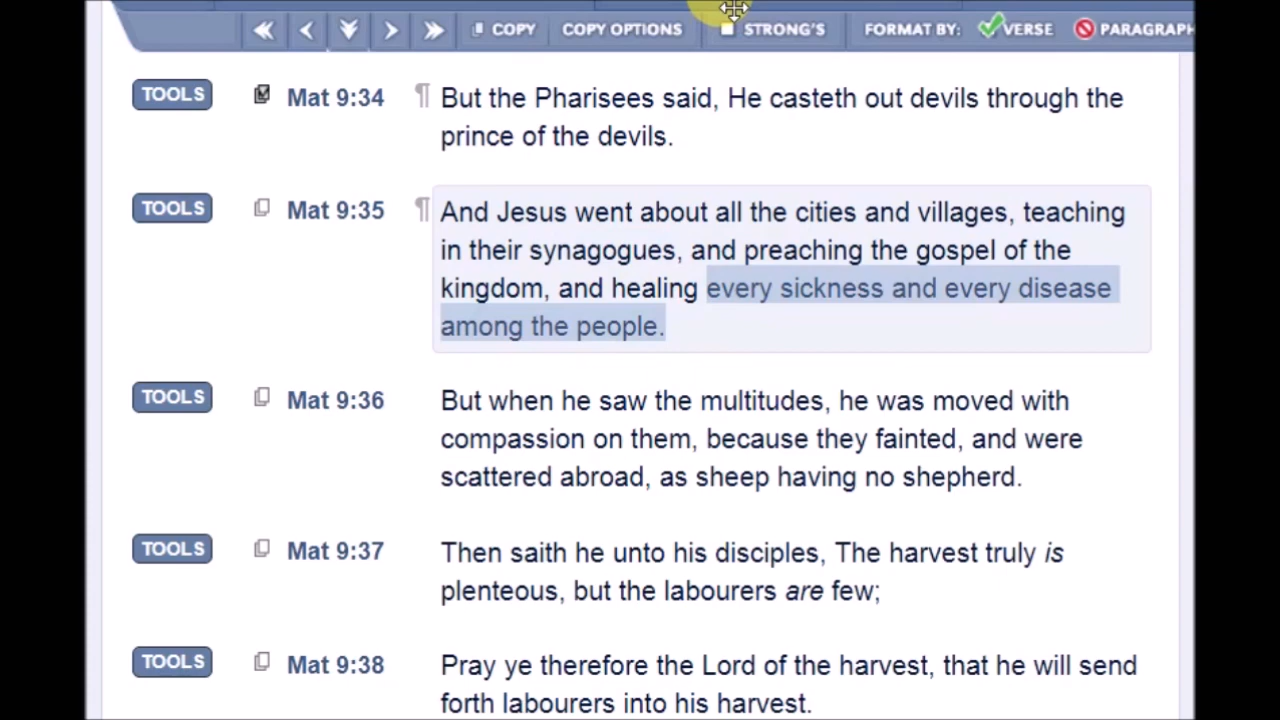 COPY COPY OPTIONS STRONG'S FORMAT BY: VERSE PARAGRAPH
TOOLS Mat 9:34 ¶ But the Pharisees said, He casteth out devils through the
prince of the devils.
TOOLS Mat 9:35 ¶ And Jesus went about all the cities and villages, teaching
in their synagogues, and preaching the gospel of the
kingdom, and healing every sickness and every disease
among the people.
TOOLS Mat 9:36 But when he saw the multitudes, he was moved with
compassion on them, because they fainted, and were
scattered abroad, as sheep having no shepherd.
TOOLS Mat 9:37 Then saith he unto his disciples, The harvest truly is
plenteous, but the labourers are few;
TOOLS Mat 9:38 Pray ye therefore the Lord of the harvest, that he will send
forth labourers into his harvest.